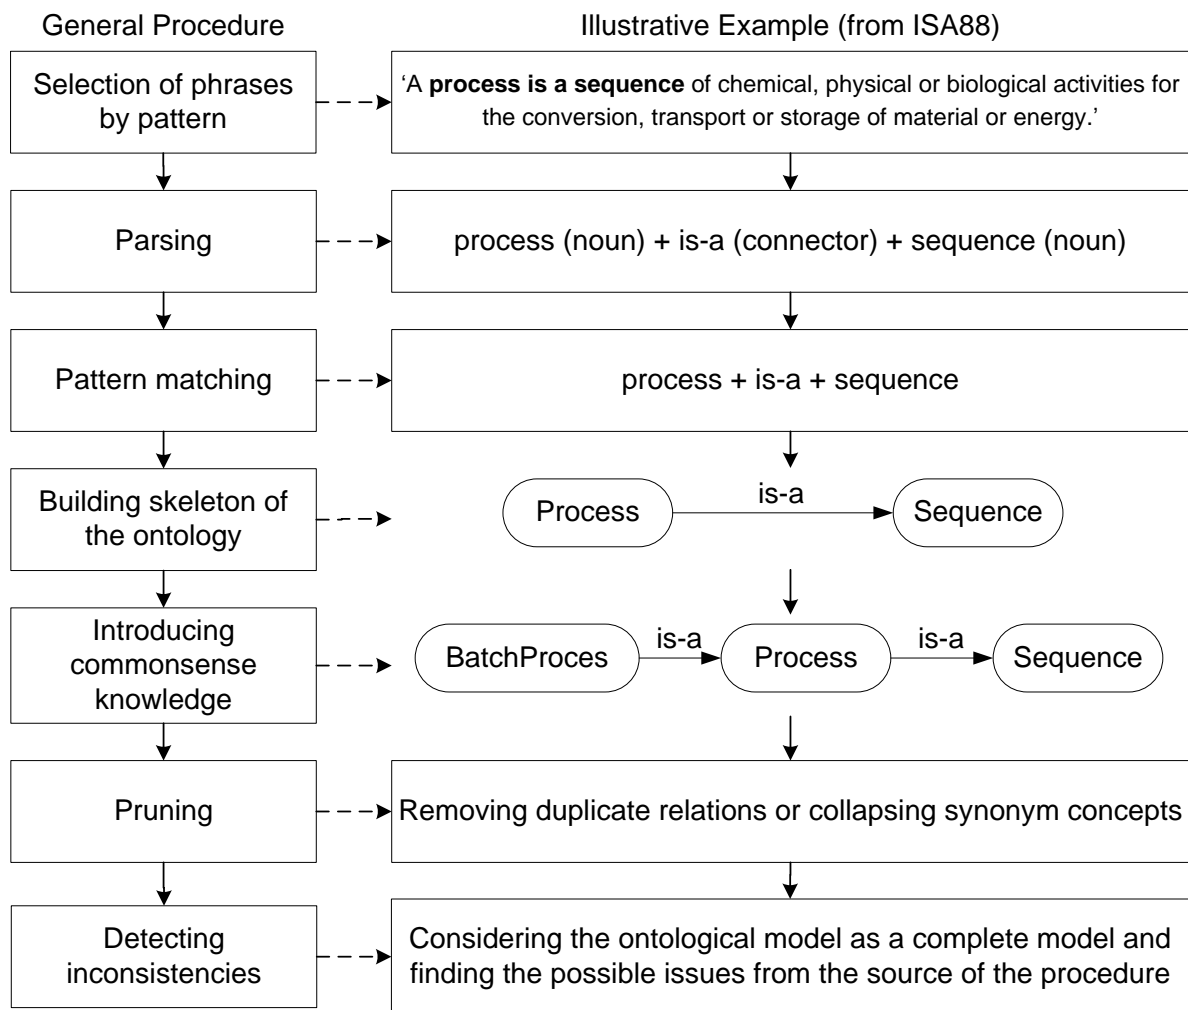 General Procedure
Illustrative Example (from ISA88)
Selection of phrases
by pattern
‘A process is a sequence of chemical, physical or biological activities for
the conversion, transport or storage of material or energy.’
Parsing
process (noun) + is-a (connector) + sequence (noun)
Pattern matching
process + is-a + sequence
Building skeleton of
the ontology
Process
is-a
Sequence
Introducing
commonsense
knowledge
BatchProces
is-a
Process
is-a
Sequence
Pruning
Removing duplicate relations or collapsing synonym concepts
Detecting
inconsistencies
Considering the ontological model as a complete model and
finding the possible issues from the source of the procedure